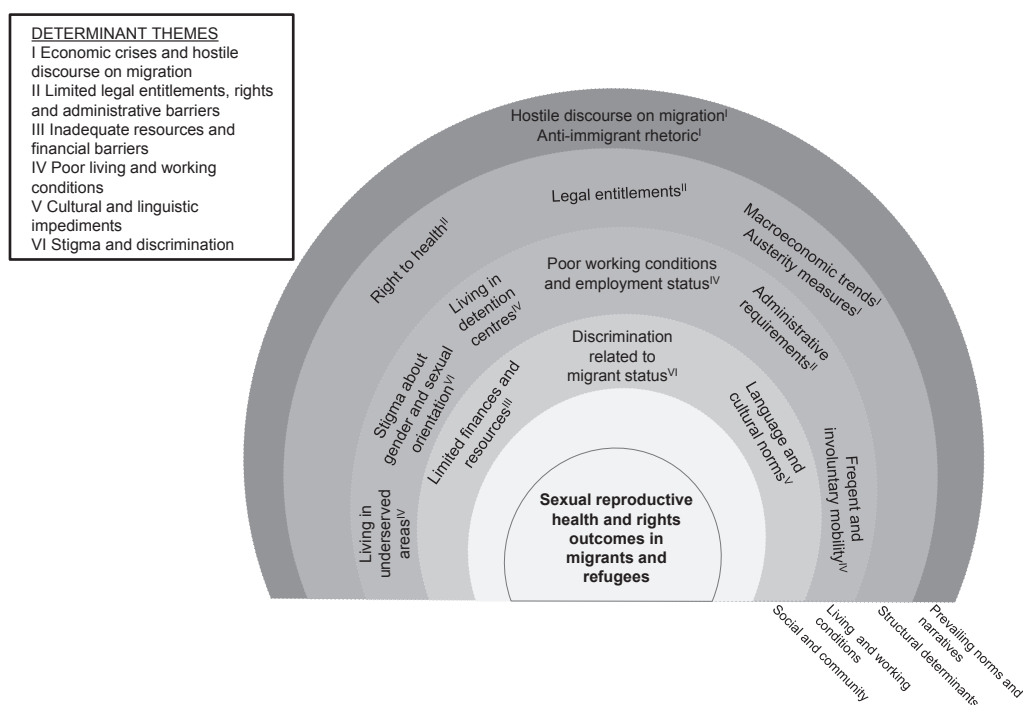 DETERMINANT THEMES
I Economic crises and hostile
discourse on migration
II Limited legal entitlements, rights
and administrative barriers
III Inadequate resources and
financial barriers
IV Poor living and working
conditions
V Cultural and linguistic
impediments
VI Stigma and discrimination
Hostile discourse on migrationᴵ
Anti-immigrant rhetoricᴵ
Right to healthᴵᴵ
Legal entitlementsᴵᴵ
Macroeconomic trendsᴵ
Austerity measuresᴵ
Living in
underserved
areasᴵⱽ
Stigma about
gender and sexual
orientationⱽᴵ
Living in
detention
centresᴵⱽ
Poor working conditions
and employment statusᴵⱽ
Administrative
requirementsᴵᴵ
Freqent and
involuntary mobilityᴵⱽ
Limited finances and
resourcesᴵᴵᴵ
Discrimination
related to
migrant statusⱽᴵ
Language and
cultural normsⱽ
Sexual reproductive
health and rights
outcomes in
migrants and
refugees
Social and community
Living and working
conditions
Structural determinants
Prevailing norms and
narratives